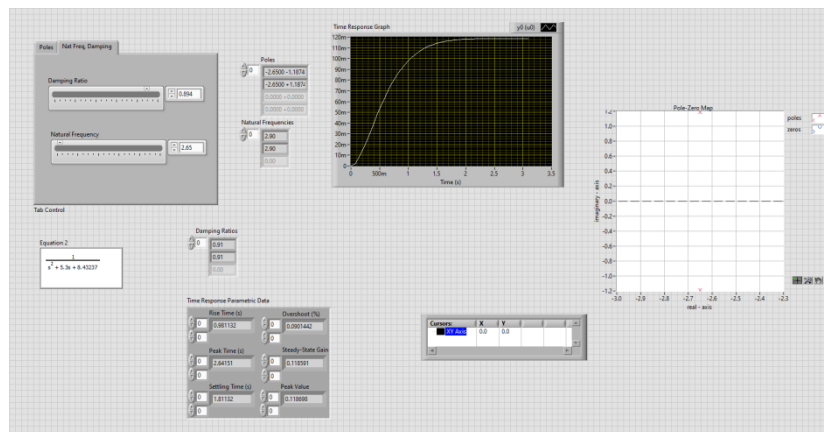 Poles Nat Freq, Damping
Damping Ratio
0.894
Natural Frequency
2.65
Tab Control
Poles
0
-2.6500 -1.1874
-2.6500 +1.1874
0.0000 +0.0000
0.0000 +0.0000
Natural Frequencies
0
2.90
2.90
0.00
Time Response Graph
y0 (u0)
120m
110m
100m
90m
80m
70m
60m
50m
40m
30m
20m
10m
0
0 500m 1 1.5 2 2.5 3 3.5
Time (s)
Pole-Zero Map
poles
zeros
imaginary - axis
1.2
0.6
0.4
0.2
0.0
-0.2
-0.4
-0.6
-0.8
-1.0
-1.2
-3.0 -2.9 -2.8 -2.7 -2.6 -2.5 -2.4 -2.3
real - axis
Equation 2
1
s2 + 5.3s + 8.43237
Damping Ratios
0
0.91
0.91
0.00
Time Response Parametric Data
Rise Time (s) Overshoot (%)
0 0.981132 0 0.0901442
0 0
Peak Time (s) Steady-State Gain
0 2.64151 0 0.118591
0 0
Settling Time (s) Peak Value
0 1.81132 0 0.118698
0 0
Cursors: X Y
XY Axis 0.0 0.0